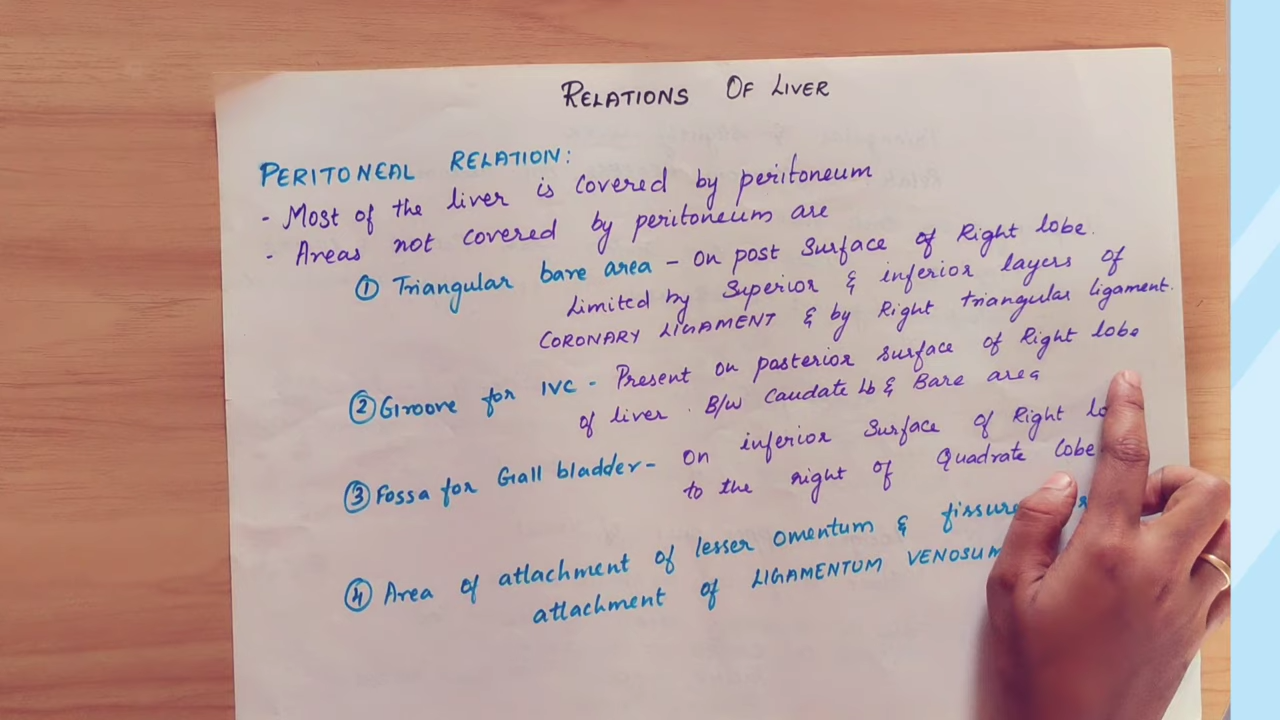 RELATIONS OF LIVER
PERITONEAL RELATION:
- Most of the liver is covered by peritoneum
- Areas not covered by peritoneum are
① Triangular bare area - on post surface of Right lobe.
Limited by Superior & inferior layers of
CORONARY LIGAMENT & by Right triangular ligament.
② Groove for IVC - Present on posterior surface of Right lobe
of liver. B/w Caudate lb & Bare area
③ Fossa for Gall bladder - on inferior surface of Right lo
to the right of Quadrate Lobe
④ Area of attachment of lesser omentum & fissure
attachment of LIGAMENTUM VENOSUM